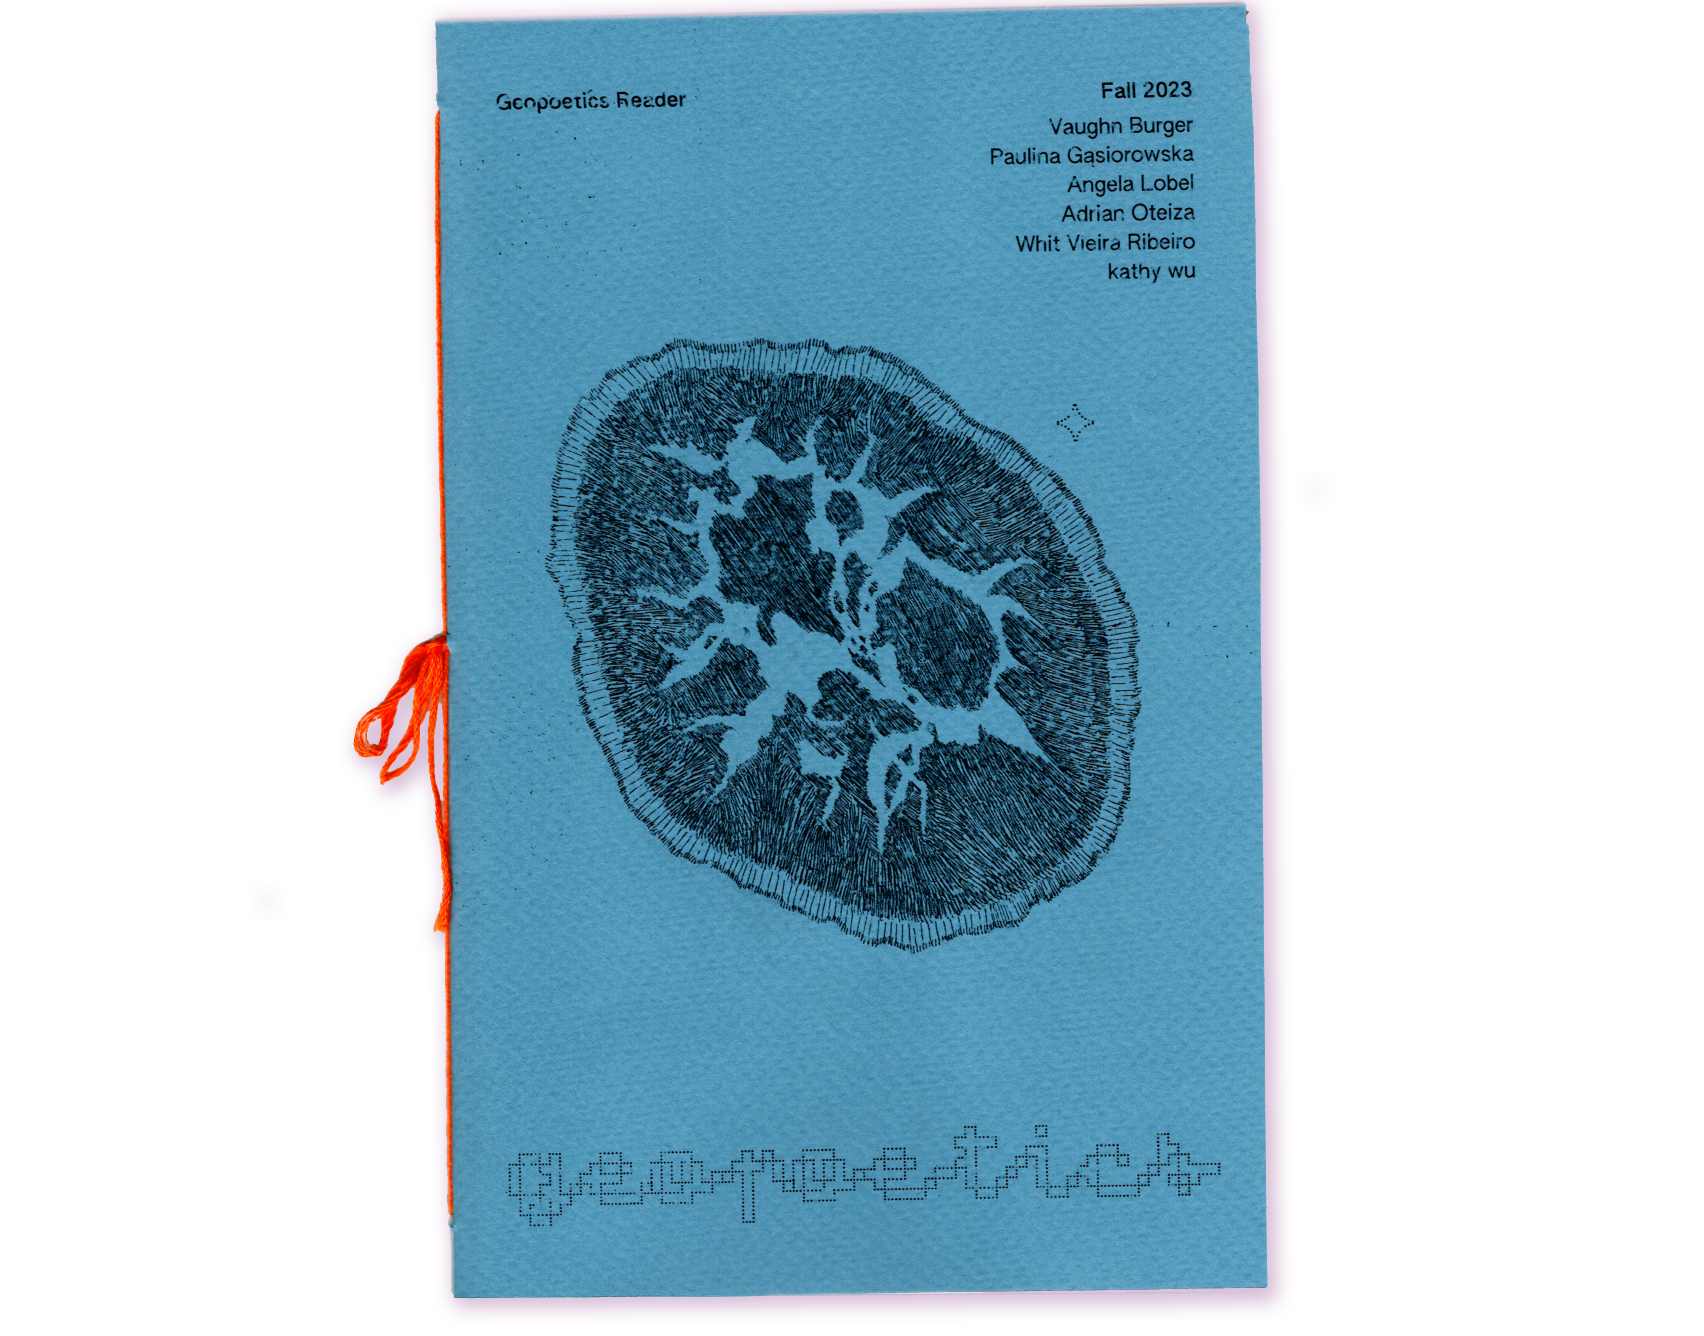 Geopoetics Reader
Fall 2023
Vaughn Burger
Paulina Gąsiorowska
Angela Lobel
Adrian Oteiza
Whit Vieira Ribeiro
kathy wu
geopoetics